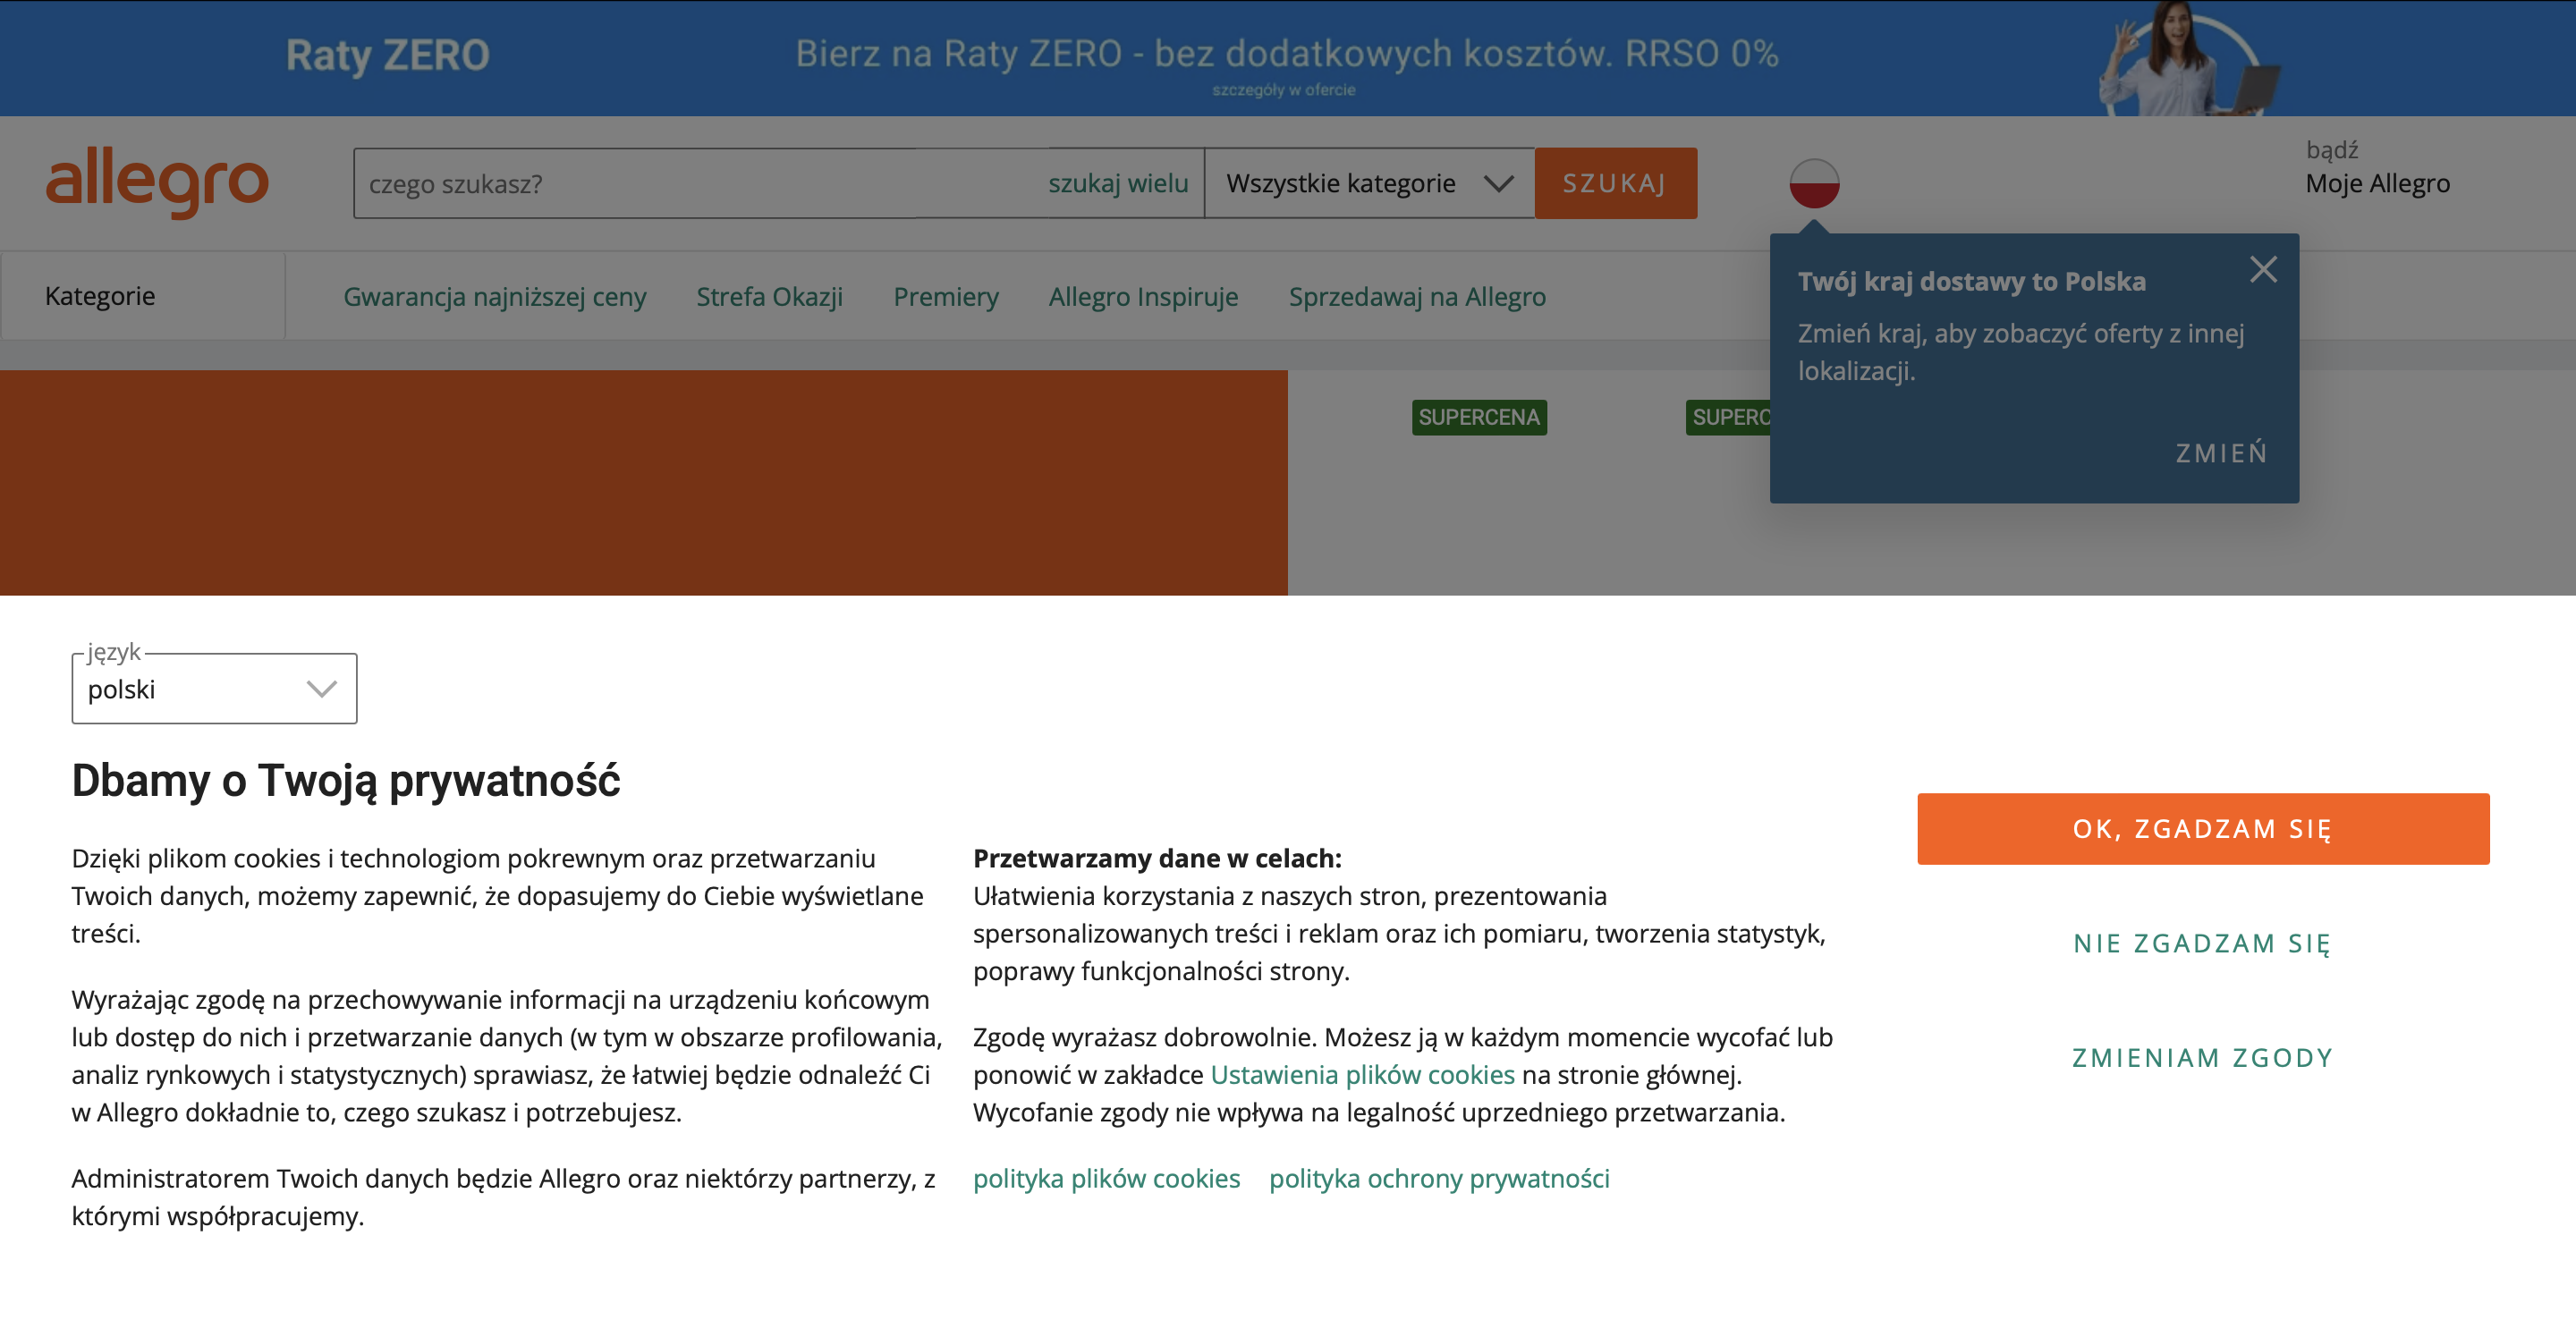 Raty ZERO
Bierz na Raty ZERO - bez dodatkowych kosztów. RRSO 0%
szczegóły w ofercie
allegro
czego szukasz?
szukaj wielu
Wszystkie kategorie
SZUKAJ
bądź
Moje Allegro
Kategorie
Gwarancja najniższej ceny
Strefa Okazji
Premiery
Allegro Inspiruje
Sprzedawaj na Allegro
Twój kraj dostawy to Polska
Zmień kraj, aby zobaczyć oferty z innej
lokalizacji.
ZMIEŃ
SUPERCENA
SUPERC
język
polski
Dbamy o Twoją prywatność
Dzięki plikom cookies i technologiom pokrewnym oraz przetwarzaniu
Twoich danych, możemy zapewnić, że dopasujemy do Ciebie wyświetlane
treści.
Wyrażając zgodę na przechowywanie informacji na urządzeniu końcowym
lub dostęp do nich i przetwarzanie danych (w tym w obszarze profilowania,
analiz rynkowych i statystycznych) sprawiasz, że łatwiej będzie odnaleźć Ci
w Allegro dokładnie to, czego szukasz i potrzebujesz.
Administratorem Twoich danych będzie Allegro oraz niektórzy partnerzy, z
którymi współpracujemy.
Przetwarzamy dane w celach:
Ułatwienia korzystania z naszych stron, prezentowania
spersonalizowanych treści i reklam oraz ich pomiaru, tworzenia statystyk,
poprawy funkcjonalności strony.
Zgodę wyrażasz dobrowolnie. Możesz ją w każdym momencie wycofać lub
ponowić w zakładce Ustawienia plików cookies na stronie głównej.
Wycofanie zgody nie wpływa na legalność uprzedniego przetwarzania.
polityka plików cookies
polityka ochrony prywatności
OK, ZGADZAM SIĘ
NIE ZGADZAM SIĘ
ZMIENIAM ZGODY